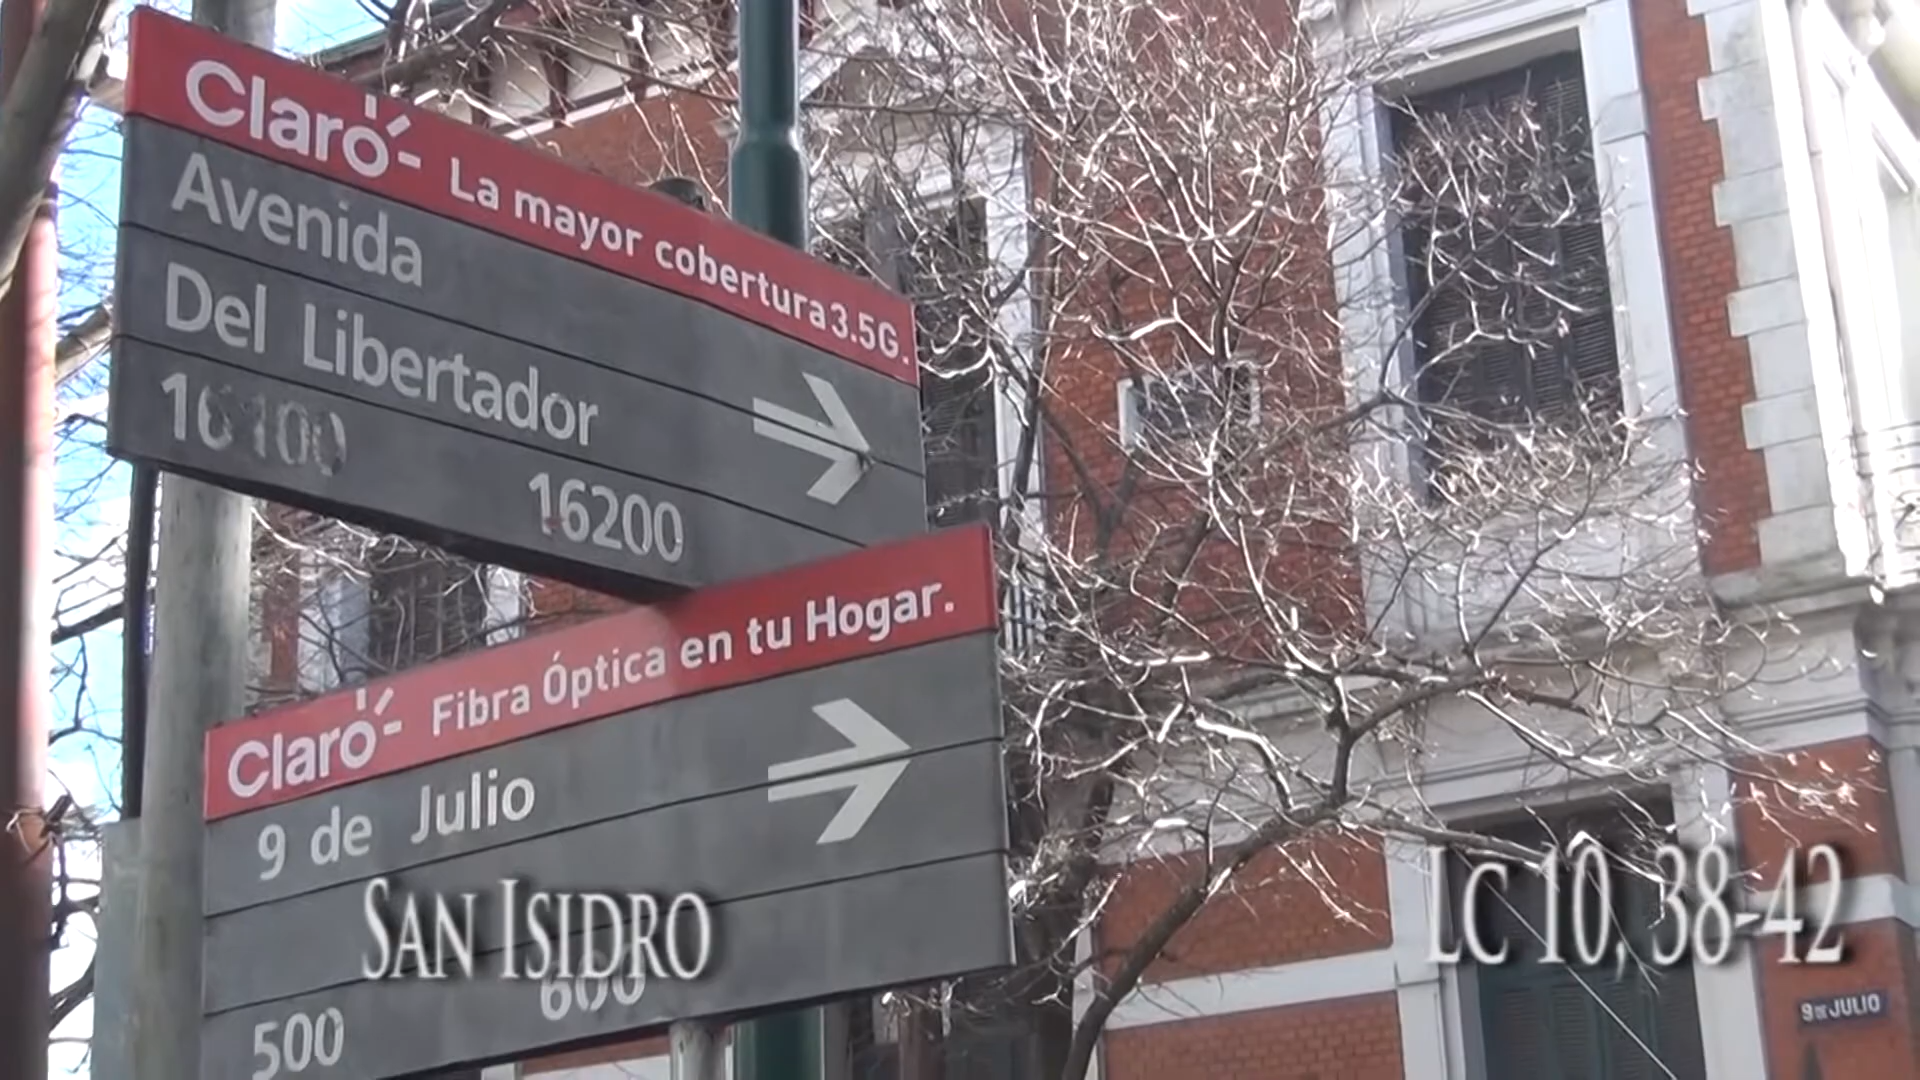 Claro- La mayor cobertura 3.5G.
Avenida
Del Libertador
16100 16200
Claro- Fibra Óptica en tu Hogar.
9 de Julio
500 600
SAN ISIDRO
Lc 10, 38-42
9 DE JULIO